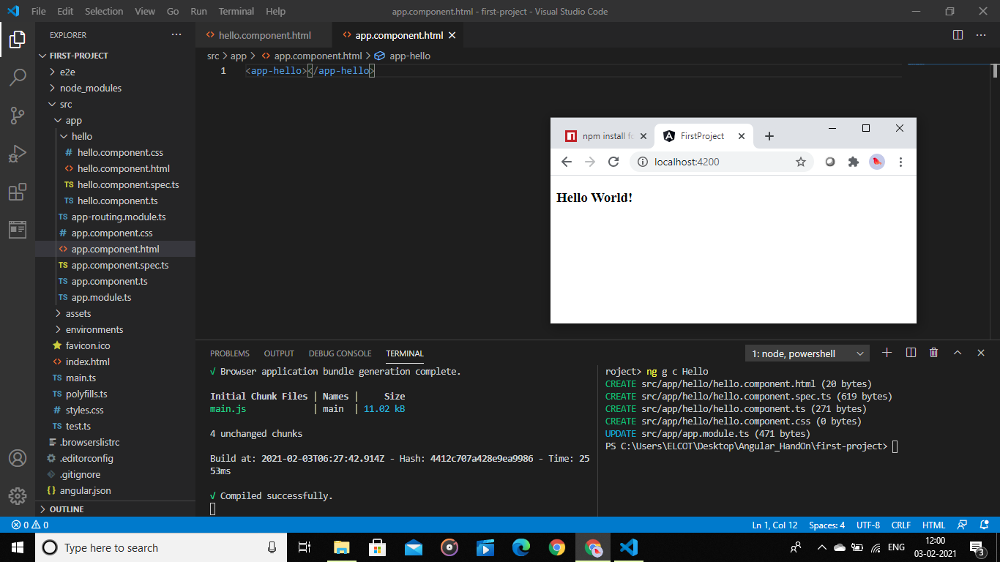 File Edit Selection View Go Run Terminal Help app.component.html - first-project - Visual Studio Code
EXPLORER
FIRST-PROJECT
e2e
node_modules
src
app
hello
# hello.component.css
<> hello.component.html
TS hello.component.spec.ts
TS hello.component.ts
TS app-routing.module.ts
# app.component.css
<> app.component.html
TS app.component.spec.ts
TS app.component.ts
TS app.module.ts
assets
environments
favicon.ico
<> index.html
TS main.ts
TS polyfills.ts
# styles.css
TS test.ts
.browserslistrc
.editorconfig
.gitignore
{} angular.json
OUTLINE
<> hello.component.html <> app.component.html
src > app > <> app.component.html > app-hello
1 <app-hello></app-hello>
npm install fo FirstProject
localhost:4200
Hello World!
PROBLEMS OUTPUT DEBUG CONSOLE TERMINAL 1: node, powershell
√ Browser application bundle generation complete.
Initial Chunk Files | Names | Size
main.js | main | 11.02 kB
4 unchanged chunks
Build at: 2021-02-03T06:27:42.914Z - Hash: 4412c707a428e9ea9986 - Time: 25
53ms
√ Compiled successfully.
roject> ng g c Hello
CREATE src/app/hello/hello.component.html (20 bytes)
CREATE src/app/hello/hello.component.spec.ts (619 bytes)
CREATE src/app/hello/hello.component.ts (271 bytes)
CREATE src/app/hello/hello.component.css (0 bytes)
UPDATE src/app/app.module.ts (471 bytes)
PS C:\Users\ELCOT\Desktop\Angular_HandOn\first-project>
0 0 Ln 1, Col 12 Spaces: 4 UTF-8 CRLF HTML
Type here to search ENG 12:00
03-02-2021
3